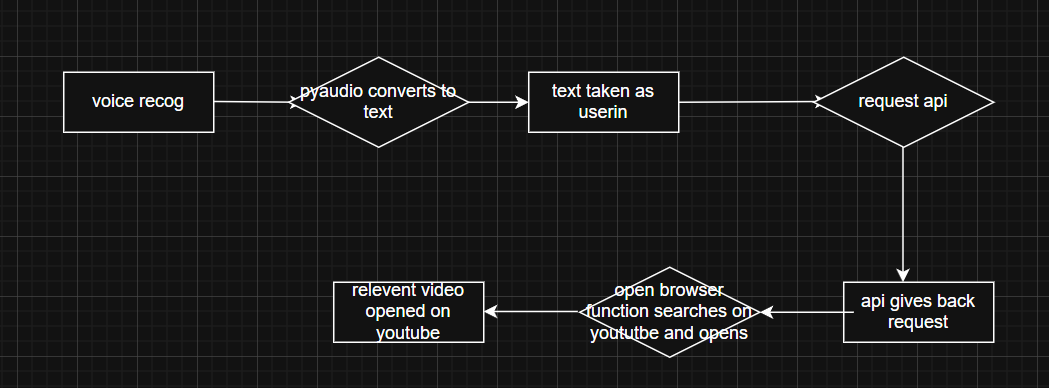 voice recog
pyaudio converts to
text
text taken as
userin
request api
relevent video
opened on
youtube
open browser
function searches on
yoututbe and opens
api gives back
request